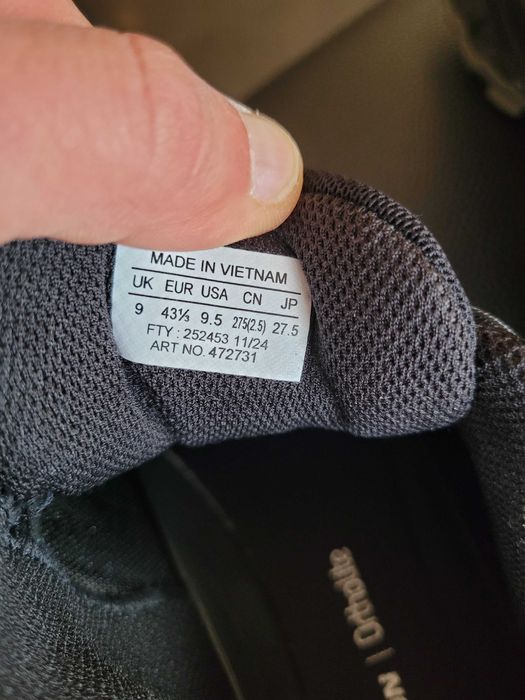 MADE IN VIETNAM
UK EUR USA CN JP
9 43⅓ 9.5 275(2.5) 27.5
FTY : 252453 11/24
ART NO. 472731
| Ortholite